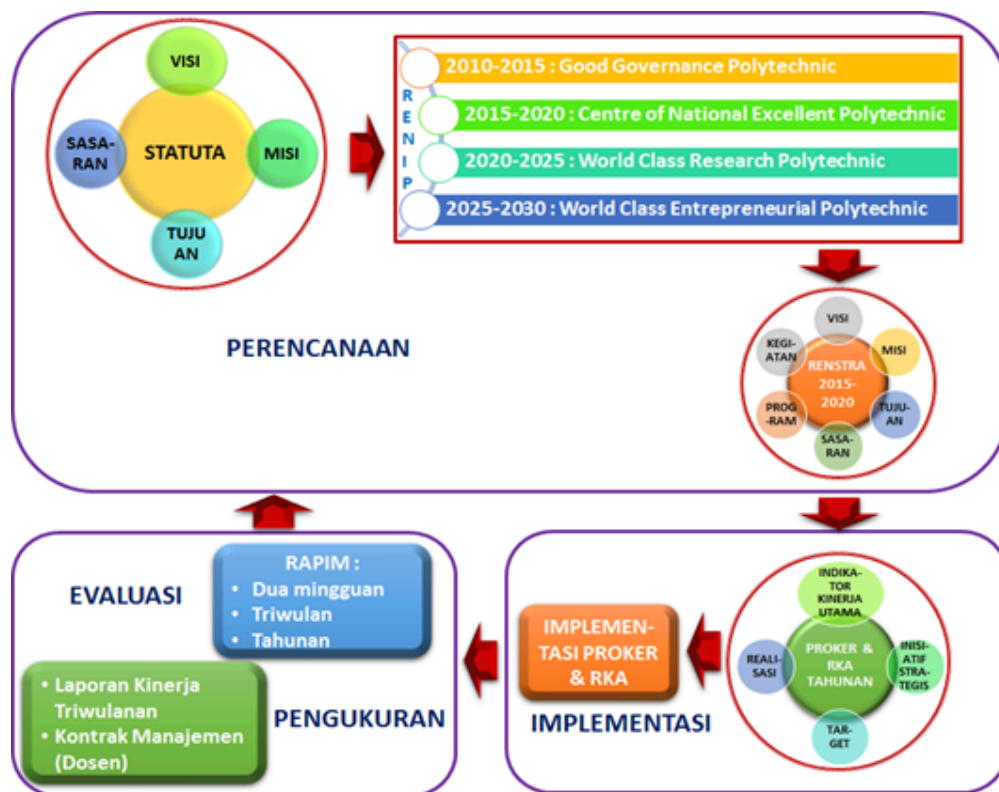 VISI
SASA-
RAN
STATUTA
MISI
TUJU
AN
RENIP
2010-2015 : Good Governance Polytechnic
2015-2020 : Centre of National Excellent Polytechnic
2020-2025 : World Class Research Polytechnic
2025-2030 : World Class Entrepreneurial Polytechnic
PERENCANAAN
VISI
KEGI-
ATAN
MISI
RENSTRA
2015-
2020
PROG
-RAM
TUJU-
AN
SASA-
RAN
EVALUASI
RAPIM :
• Dua mingguan
• Triwulan
• Tahunan
• Laporan Kinerja
Triwulanan
• Kontrak Manajemen
(Dosen)
PENGUKURAN
IMPLEMEN-
TASI PROKER
& RKA
IMPLEMENTASI
INDIKA-
TOR
KINERJA
UTAMA
REALI-
SASI
PROKER &
RKA
TAHUNAN
INISI-
ATIF
STRA-
TEGIS
TAR-
GET